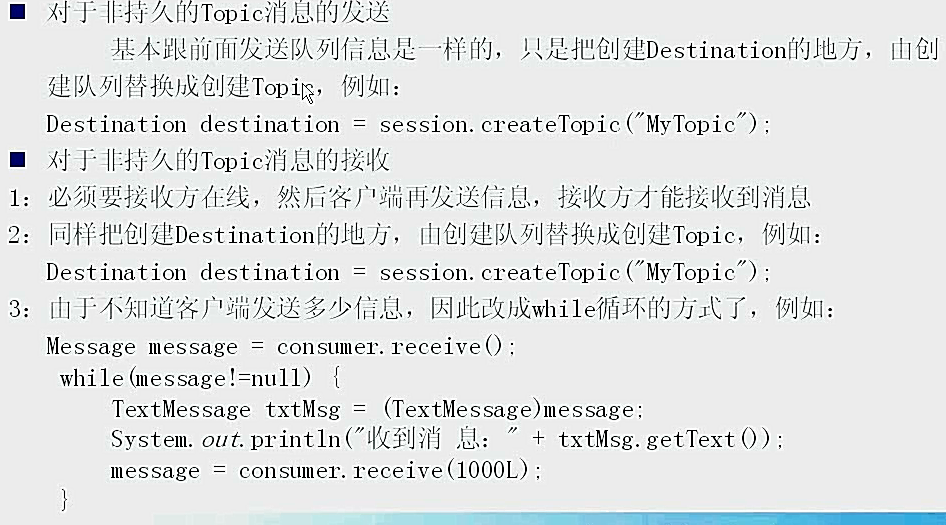 ■ 对于非持久的Topic消息的发送
基本跟前面发送队列信息是一样的，只是把创建Destination的地方，由创
建队列替换成创建Topic，例如：
Destination destination = session.createTopic("MyTopic");
■ 对于非持久的Topic消息的接收
1：必须要接收方在线，然后客户端再发送信息，接收方才能接收到消息
2：同样把创建Destination的地方，由创建队列替换成创建Topic，例如：
Destination destination = session.createTopic("MyTopic");
3：由于不知道客户端发送多少信息，因此改成while循环的方式了，例如：
Message message = consumer.receive();
while(message!=null) {
TextMessage txtMsg = (TextMessage)message;
System.out.println("收到消 息：" + txtMsg.getText());
message = consumer.receive(1000L);
}